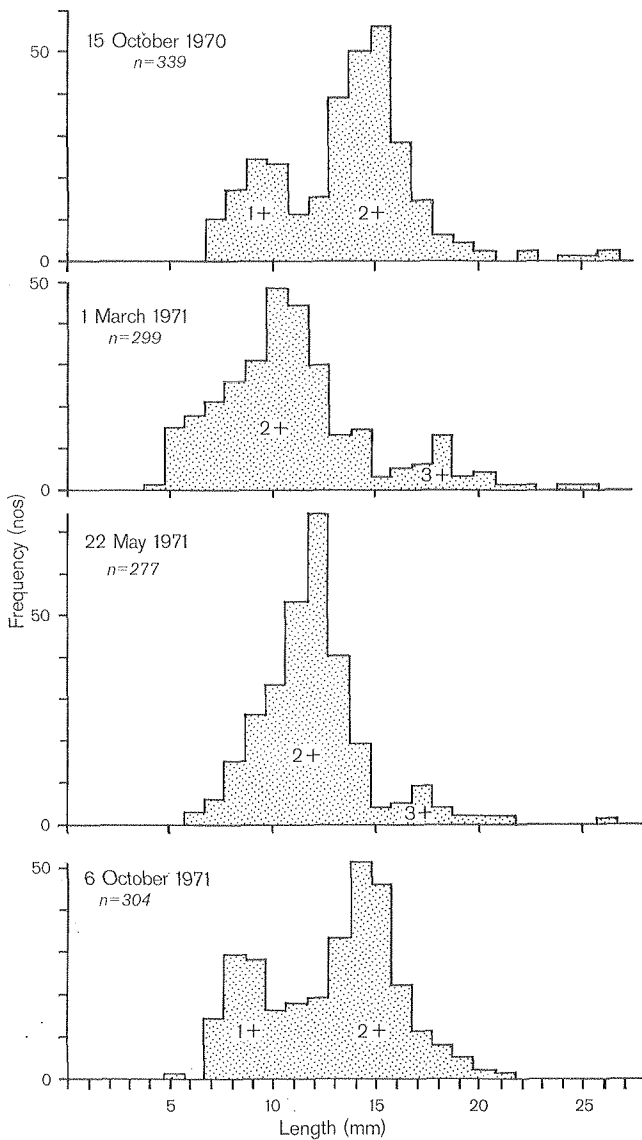 50
0
15 October 1970
n=339
1+
2+
50
0
1 March 1971
n=299
2+
3+
50
0
22 May 1971
n=277
2+
3+
50
0
6 October 1971
n=304
1+
2+
5
10
15
20
25
Length (mm)
Frequency (nos)